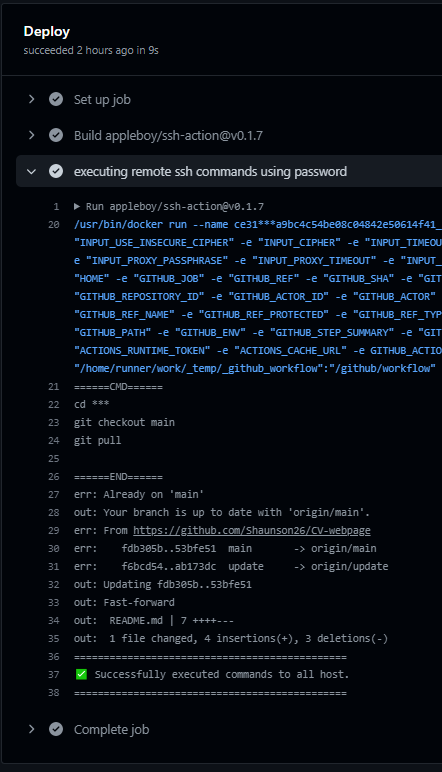 Deploy
succeeded 2 hours ago in 9s
Set up job
Build appleboy/ssh-action@v0.1.7
executing remote ssh commands using password
1 Run appleboy/ssh-action@v0.1.7
20 /usr/bin/docker run --name ce31***a9bc4c54be08c04842e50614f41_
"INPUT_USE_INSECURE_CIPHER" -e "INPUT_CIPHER" -e "INPUT_TIMEOU
e "INPUT_PROXY_PASSPHRASE" -e "INPUT_PROXY_TIMEOUT" -e "INPUT_
"HOME" -e "GITHUB_JOB" -e "GITHUB_REF" -e "GITHUB_SHA" -e "GIT
"GITHUB_REPOSITORY_ID" -e "GITHUB_ACTOR_ID" -e "GITHUB_ACTOR"
"GITHUB_REF_NAME" -e "GITHUB_REF_PROTECTED" -e "GITHUB_REF_TYP
"GITHUB_PATH" -e "GITHUB_ENV" -e "GITHUB_STEP_SUMMARY" -e "GIT
"ACTIONS_RUNTIME_TOKEN" -e "ACTIONS_CACHE_URL" -e GITHUB_ACTIO
"/home/runner/work/_temp/_github_workflow":"/github/workflow"
21 ======CMD======
22 cd ***
23 git checkout main
24 git pull
25
26 ======END======
27 err: Already on 'main'
28 out: Your branch is up to date with 'origin/main'.
29 err: From https://github.com/Shaunson26/CV-webpage
30 err:    fdb305b..53bfe51  main       -> origin/main
31 err:    f6bcd54..ab173dc  update     -> origin/update
32 out: Updating fdb305b..53bfe51
33 out: Fast-forward
34 out:  README.md | 7 ++++---
35 out:  1 file changed, 4 insertions(+), 3 deletions(-)
36 =============================================
37 ✅ Successfully executed commands to all host.
38 =============================================
Complete job